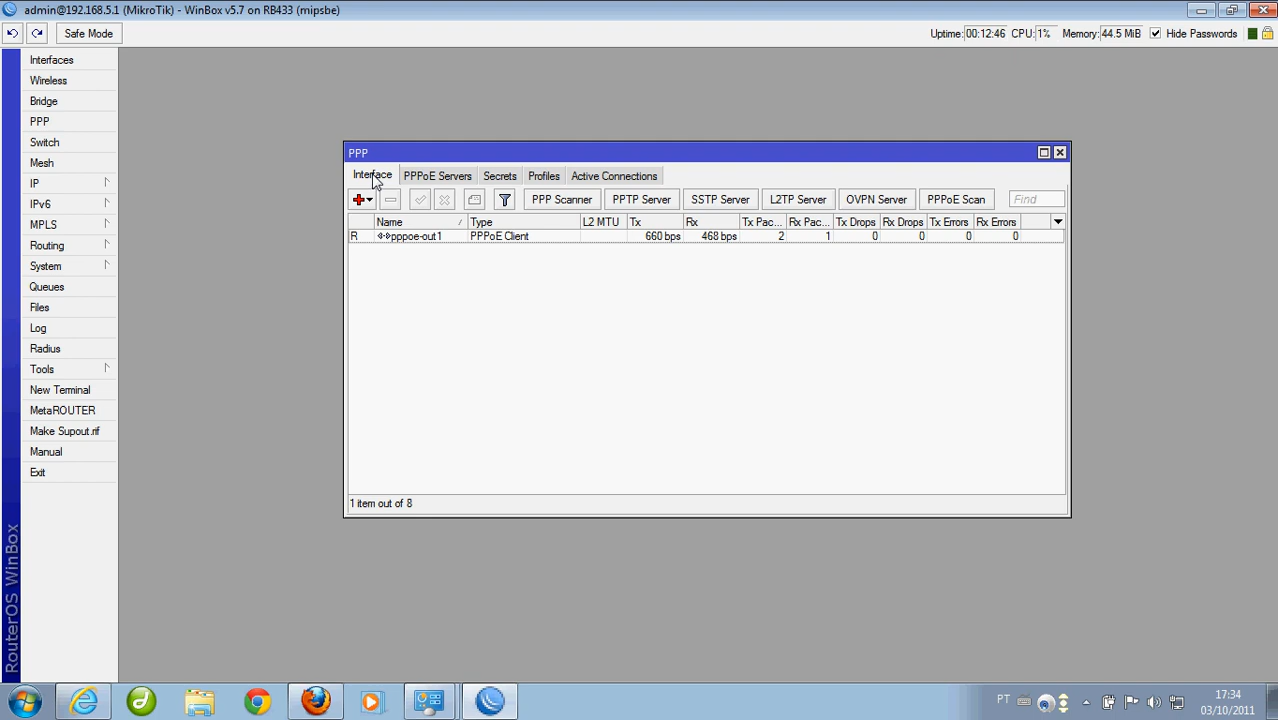 admin@192.168.5.1 (MikroTik) - WinBox v5.7 on RB433 (mipsbe)
Safe Mode
Uptime: 00:12:46 CPU: 1% Memory: 44.5 MiB Hide Passwords
Interfaces
Wireless
Bridge
PPP
Switch
Mesh
IP
IPv6
MPLS
Routing
System
Queues
Files
Log
Radius
Tools
New Terminal
MetaROUTER
Make Supout.rif
Manual
Exit
RouterOS WinBox
PPP
Interface PPPoE Servers Secrets Profiles Active Connections
PPP Scanner PPTP Server SSTP Server L2TP Server OVPN Server PPPoE Scan Find
Name / Type L2 MTU Tx Rx Tx Pac... Rx Pac... Tx Drops Rx Drops Tx Errors Rx Errors
R pppoe-out1 PPPoE Client 660 bps 468 bps 2 1 0 0 0 0
1 item out of 8
PT
17:34
03/10/2011